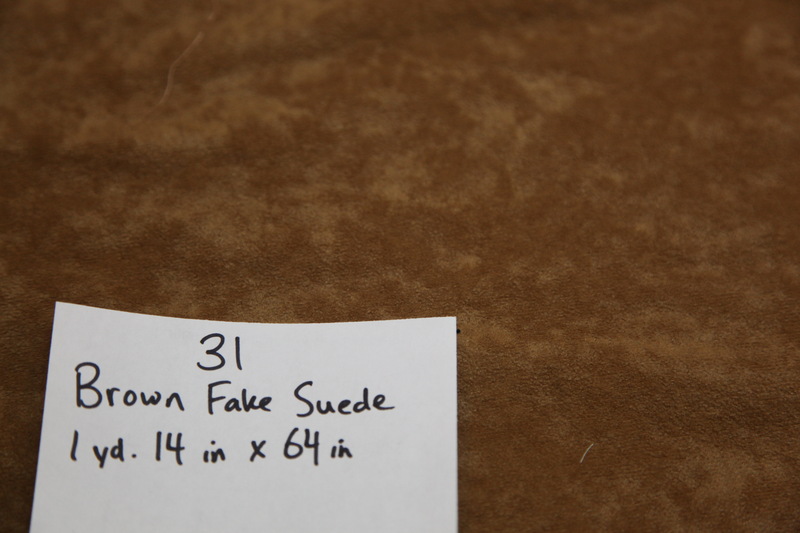 31
Brown Fake Suede
1 yd. 14 in x 64 in